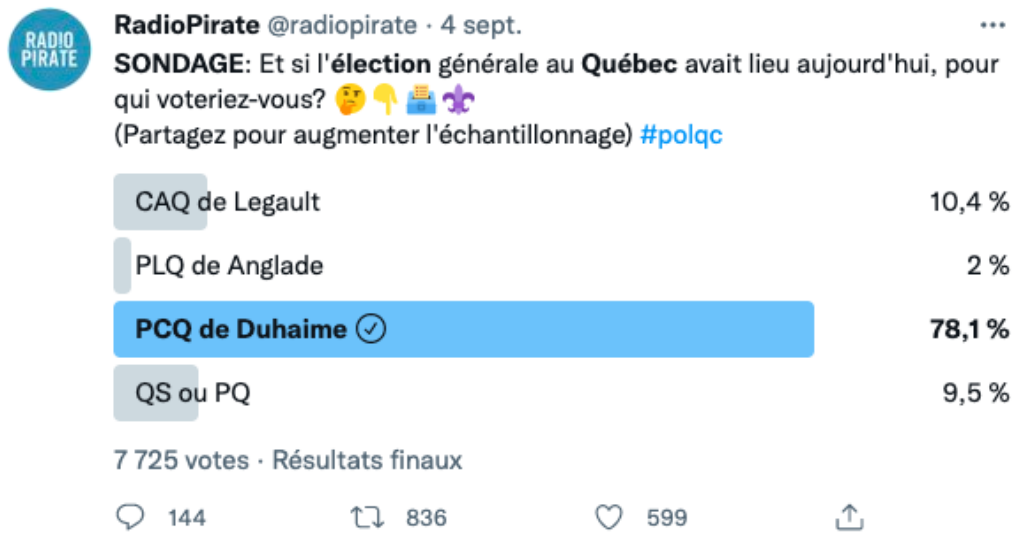 RADIO
PIRATE
RadioPirate @radiopirate · 4 sept.
SONDAGE: Et si l'élection générale au Québec avait lieu aujourd'hui, pour
qui voteriez-vous? 🤔👇🗳️⚜️
(Partagez pour augmenter l'échantillonnage) #polqc
CAQ de Legault 10,4 %
PLQ de Anglade 2 %
PCQ de Duhaime 78,1 %
QS ou PQ 9,5 %
7 725 votes · Résultats finaux
144 836 599